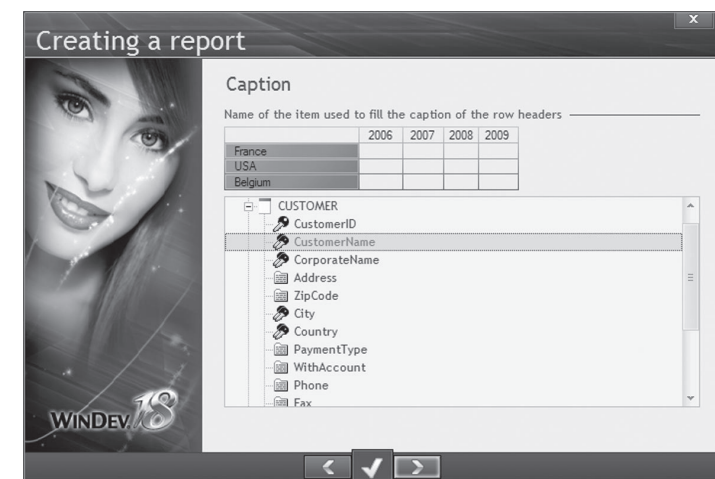 X
Creating a report
Caption
Name of the item used to fill the caption of the row headers
2006 2007 2008 2009
France
USA
Belgium
CUSTOMER
CustomerID
CustomerName
CorporateName
Address
ZipCode
City
Country
PaymentType
WithAccount
Phone
Fax
WINDEV. 18